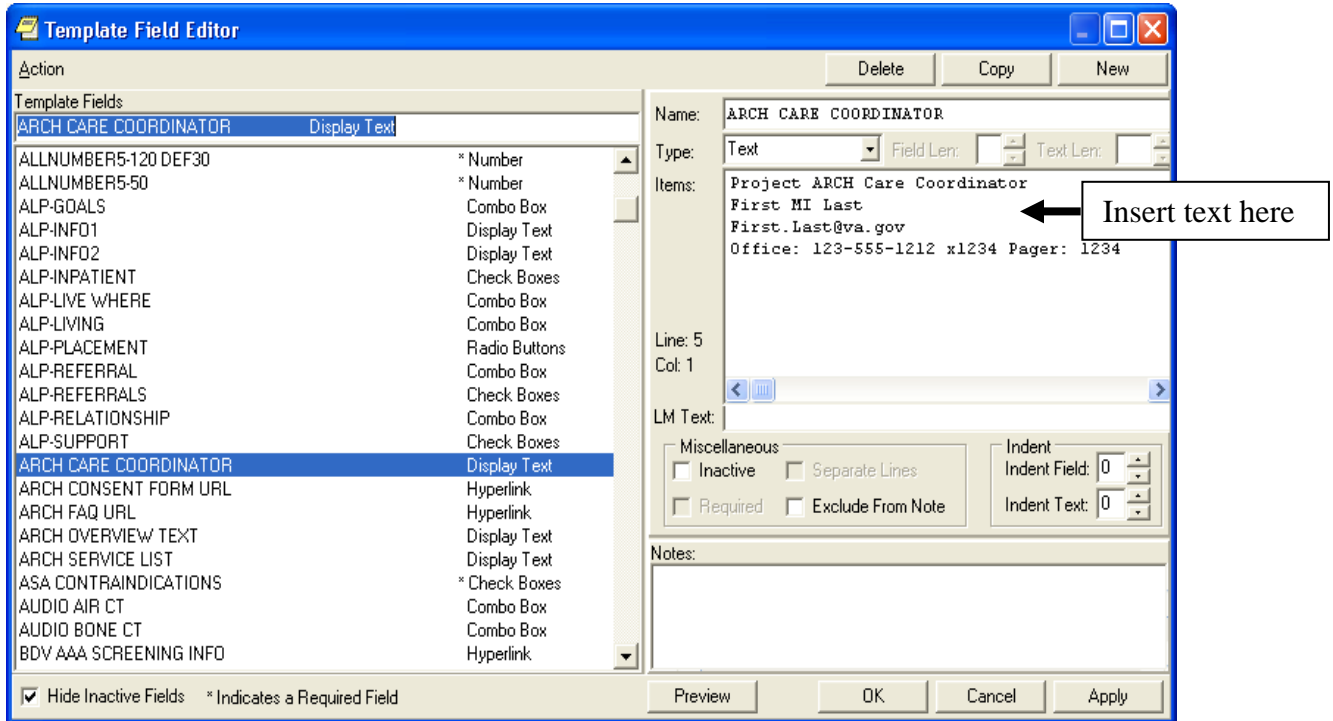 Template Field Editor
Action Delete Copy New
Template Fields
ARCH CARE COORDINATOR Display Text
ALLNUMBER5-120 DEF30 * Number
ALLNUMBER5-50 * Number
ALP-GOALS Combo Box
ALP-INFO1 Display Text
ALP-INFO2 Display Text
ALP-INPATIENT Check Boxes
ALP-LIVE WHERE Combo Box
ALP-LIVING Combo Box
ALP-PLACEMENT Radio Buttons
ALP-REFERRAL Combo Box
ALP-REFERRALS Check Boxes
ALP-RELATIONSHIP Combo Box
ALP-SUPPORT Check Boxes
ARCH CARE COORDINATOR Display Text
ARCH CONSENT FORM URL Hyperlink
ARCH FAQ URL Hyperlink
ARCH OVERVIEW TEXT Display Text
ARCH SERVICE LIST Display Text
ASA CONTRAINDICATIONS * Check Boxes
AUDIO AIR CT Combo Box
AUDIO BONE CT Combo Box
BDV AAA SCREENING INFO Hyperlink
Name: ARCH CARE COORDINATOR
Type: Text Field Len: Text Len:
Items: Project ARCH Care Coordinator
First MI Last
First.Last@va.gov
Office: 123-555-1212 x1234 Pager: 1234
Insert text here
Line: 5
Col: 1
LM Text:
Miscellaneous
Inactive Separate Lines
Required Exclude From Note
Indent
Indent Field: 0
Indent Text: 0
Notes:
Hide Inactive Fields * Indicates a Required Field
Preview OK Cancel Apply